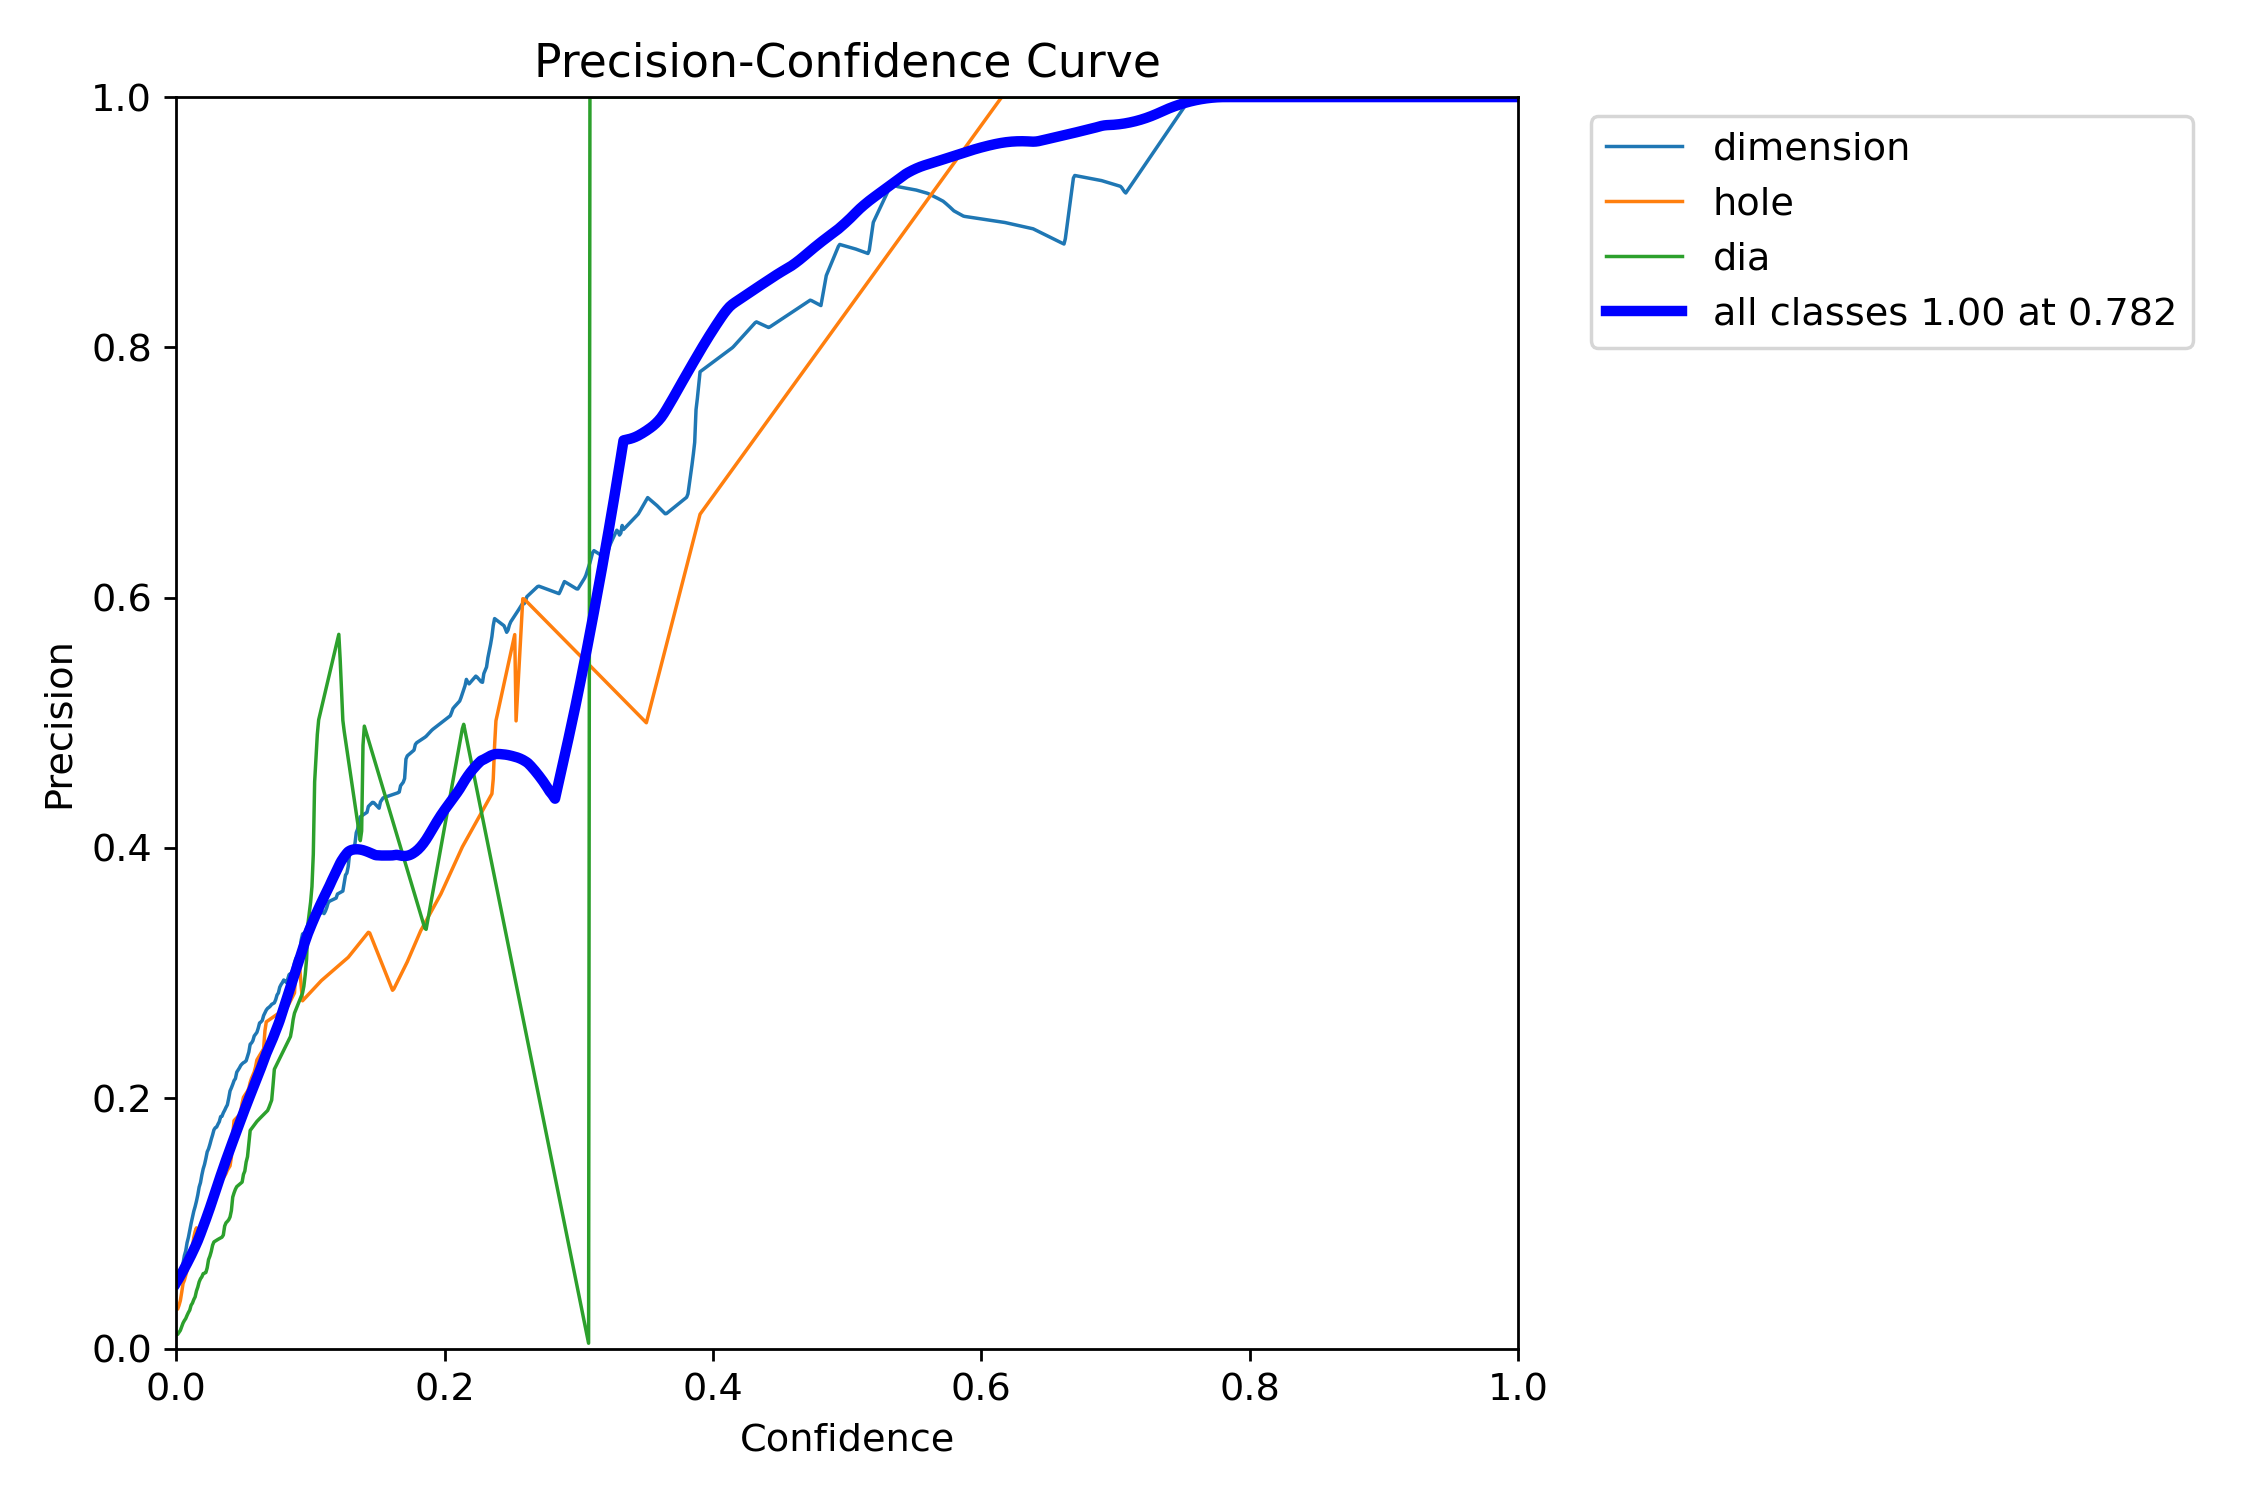 Precision-Confidence Curve
1.0
0.8
0.6
0.4
0.2
0.0
Precision
0.0 0.2 0.4 0.6 0.8 1.0
Confidence
dimension
hole
dia
all classes 1.00 at 0.782